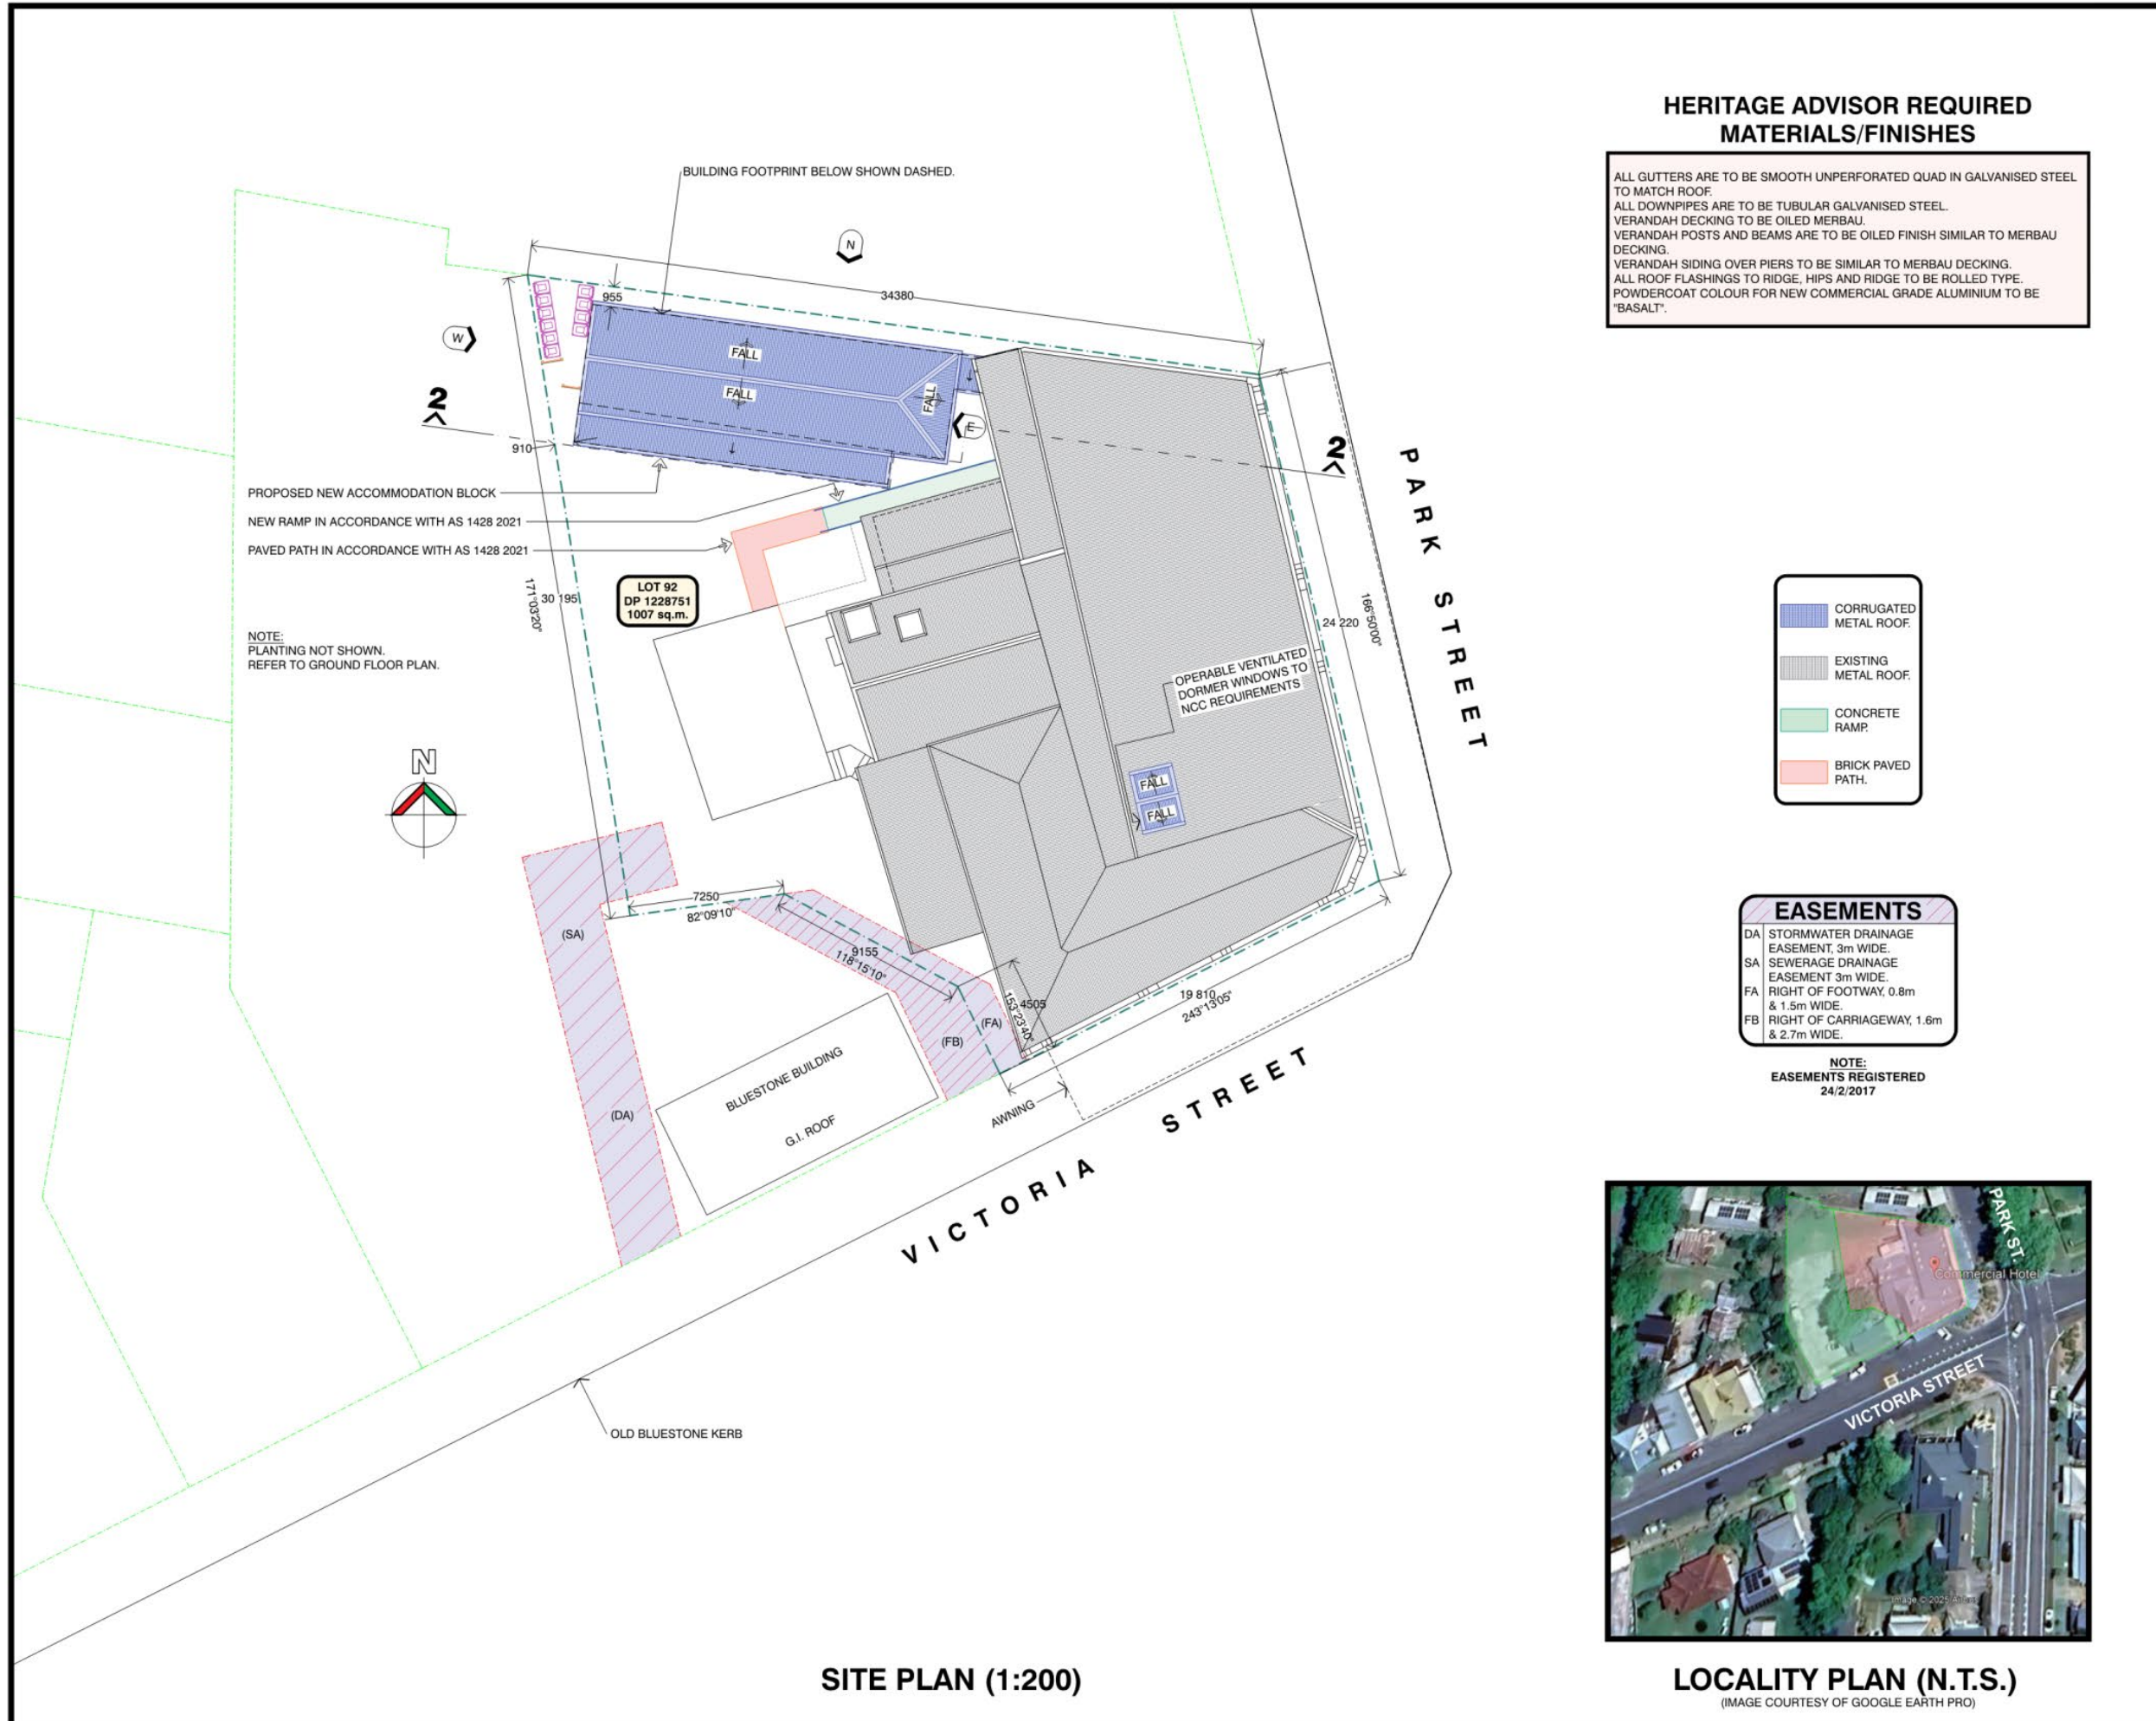 HERITAGE ADVISOR REQUIRED
MATERIALS/FINISHES
ALL GUTTERS ARE TO BE SMOOTH UNPERFORATED QUAD IN GALVANISED STEEL
TO MATCH ROOF.
ALL DOWNPIPES ARE TO BE TUBULAR GALVANISED STEEL.
VERANDAH DECKING TO BE OILED MERBAU.
VERANDAH POSTS AND BEAMS ARE TO BE OILED FINISH SIMILAR TO MERBAU
DECKING.
VERANDAH SIDING OVER PIERS TO BE SIMILAR TO MERBAU DECKING.
ALL ROOF FLASHINGS TO RIDGE, HIPS AND RIDGE TO BE ROLLED TYPE.
POWDERCOAT COLOUR FOR NEW COMMERCIAL GRADE ALUMINIUM TO BE
"BASALT".
BUILDING FOOTPRINT BELOW SHOWN DASHED.
N
34380
955
W
FALL
FALL
FALL
E
2
2
910
PROPOSED NEW ACCOMMODATION BLOCK
NEW RAMP IN ACCORDANCE WITH AS 1428 2021
PAVED PATH IN ACCORDANCE WITH AS 1428 2021
LOT 92
DP 1228751
1007 sq.m.
30 195
171°03'20"
NOTE:
PLANTING NOT SHOWN.
REFER TO GROUND FLOOR PLAN.
N
PARK STREET
24 220
166°50'00"
OPERABLE VENTILATED
DORMER WINDOWS TO
NCC REQUIREMENTS
FALL
FALL
7250
82°09'10"
9155
118°15'10"
4505
153°23'40"
19 810
243°13'05"
(SA)
(FA)
(FB)
(DA)
BLUESTONE BUILDING
G.I. ROOF
AWNING
VICTORIA STREET
OLD BLUESTONE KERB
CORRUGATED
METAL ROOF.
EXISTING
METAL ROOF.
CONCRETE
RAMP.
BRICK PAVED
PATH.
EASEMENTS
DA STORMWATER DRAINAGE
EASEMENT, 3m WIDE.
SA SEWERAGE DRAINAGE
EASEMENT 3m WIDE.
FA RIGHT OF FOOTWAY, 0.8m
& 1.5m WIDE.
FB RIGHT OF CARRIAGEWAY, 1.6m
& 2.7m WIDE.
NOTE:
EASEMENTS REGISTERED
24/2/2017
PARK ST.
Commercial Hotel
VICTORIA STREET
Image © 2025
SITE PLAN (1:200)
LOCALITY PLAN (N.T.S.)
(IMAGE COURTESY OF GOOGLE EARTH PRO)